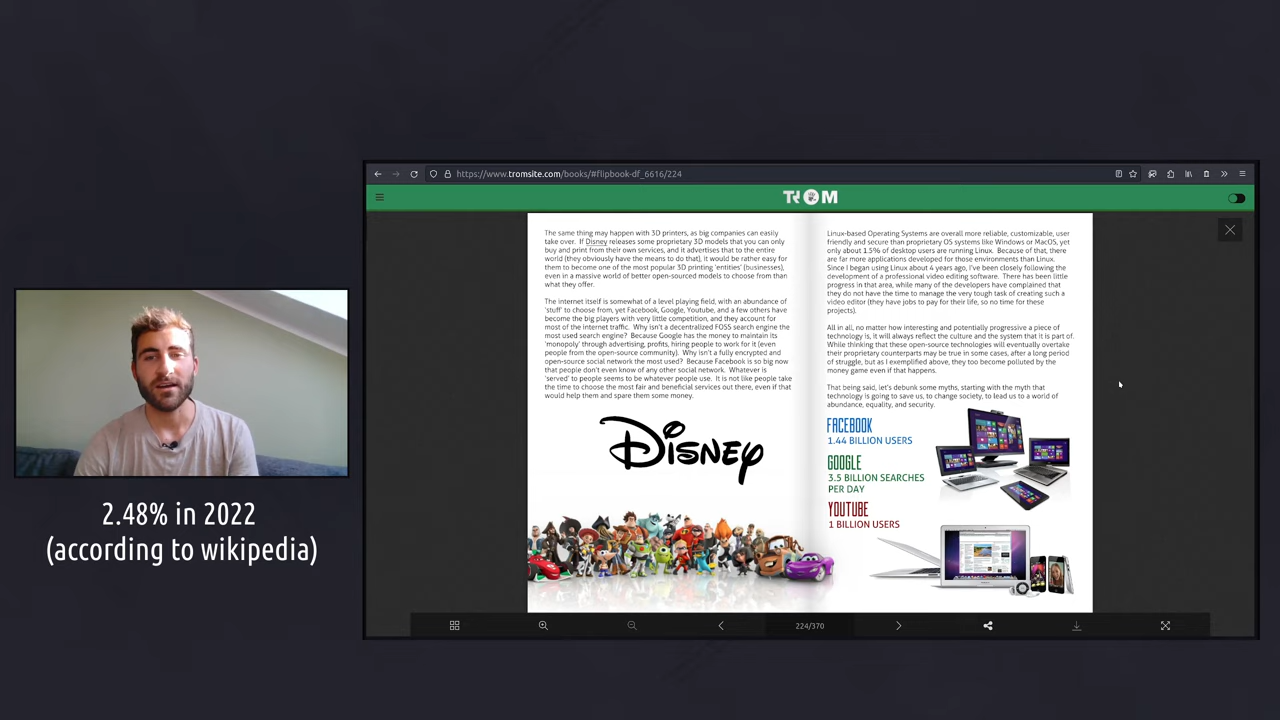 2.48% in 2022
(according to wikipedia)
https://www.tromsite.com/books/#flipbook-df_6616/224
TROM
The same thing may happen with 3D printers, as big companies can easily
take over. If Disney releases some proprietary 3D models that you can only
buy and print from their own services, and it advertises that to the entire
world (they obviously have the means to do that), it would be rather easy for
them to become one of the most popular 3D printing 'entities' (businesses),
even in a massive world of better open-sourced models to choose from than
what they offer.
The internet itself is somewhat of a level playing field, with an abundance of
'stuff' to choose from, yet Facebook, Google, Youtube, and a few others have
become the big players with very little competition, and they account for
most of the internet traffic. Why isn't a decentralized FOSS search engine the
most used search engine? Because Google has the money to maintain its
'monopoly' through advertising, profits, hiring people to work for it (even
people from the open-source community). Why isn't a fully encrypted and
open-source social network the most used? Because Facebook is so big now
that people don't even know of any other social network. Whatever is
'served' to people seems to be whatever people use. It is not like people take
the time to choose the most fair and beneficial services out there, even if that
would help them and spare them some money.
Disney
Linux-based Operating Systems are overall more reliable, customizable, user
friendly and secure than proprietary OS systems like Windows or MacOS, yet
only about 1.5% of desktop users are running Linux. Because of that, there
are far more applications developed for those environments than Linux.
Since I began using Linux about 4 years ago, I've been closely following the
development of a professional video editing software. There has been little
progress in that area, while many of the developers have complained that
they do not have the time to manage the very tough task of creating such a
video editor (they have jobs to pay for their life, so no time for these
projects).
All in all, no matter how interesting and potentially progressive a piece of
technology is, it will always reflect the culture and the system that it is part of.
While thinking that these open-source technologies will eventually overtake
their proprietary counterparts may be true in some cases, after a long period
of struggle, but as I exemplified above, they too become polluted by the
money game even if that happens.
That being said, let's debunk some myths, starting with the myth that
technology is going to save us, to change society, to lead us to a world of
abundance, equality, and security.
FACEBOOK
1.44 BILLION USERS
GOOGLE
3.5 BILLION SEARCHES
PER DAY
YOUTUBE
1 BILLION USERS
224/370